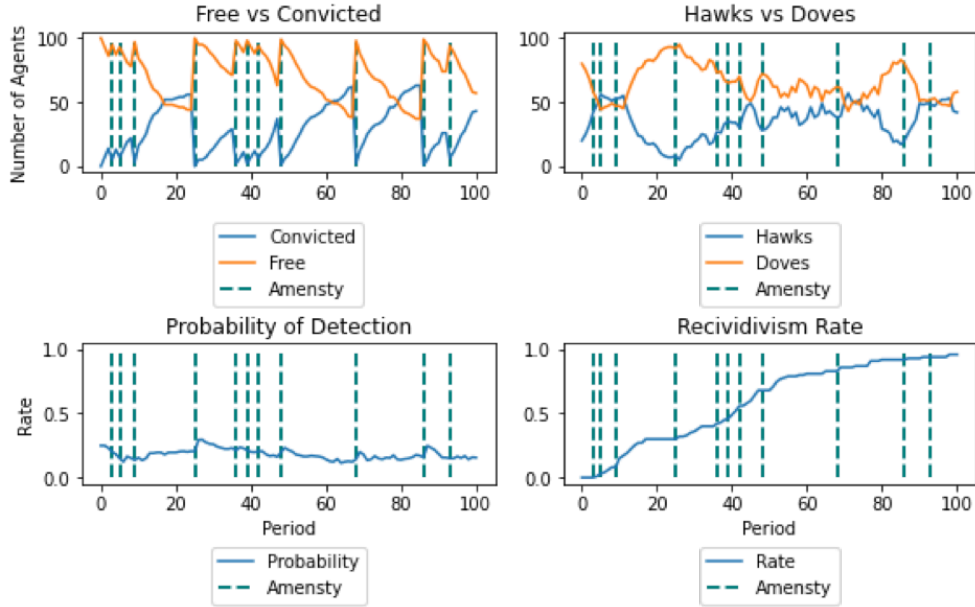 Free vs Convicted
Number of Agents
100
50
0
0 20 40 60 80 100
Convicted
Free
Amensty
Hawks vs Doves
100
50
0
0 20 40 60 80 100
Hawks
Doves
Amensty
Probability of Detection
Rate
1.0
0.5
0.0
0 20 40 60 80 100
Period
Probability
Amensty
Recividivism Rate
1.0
0.5
0.0
0 20 40 60 80 100
Period
Rate
Amensty